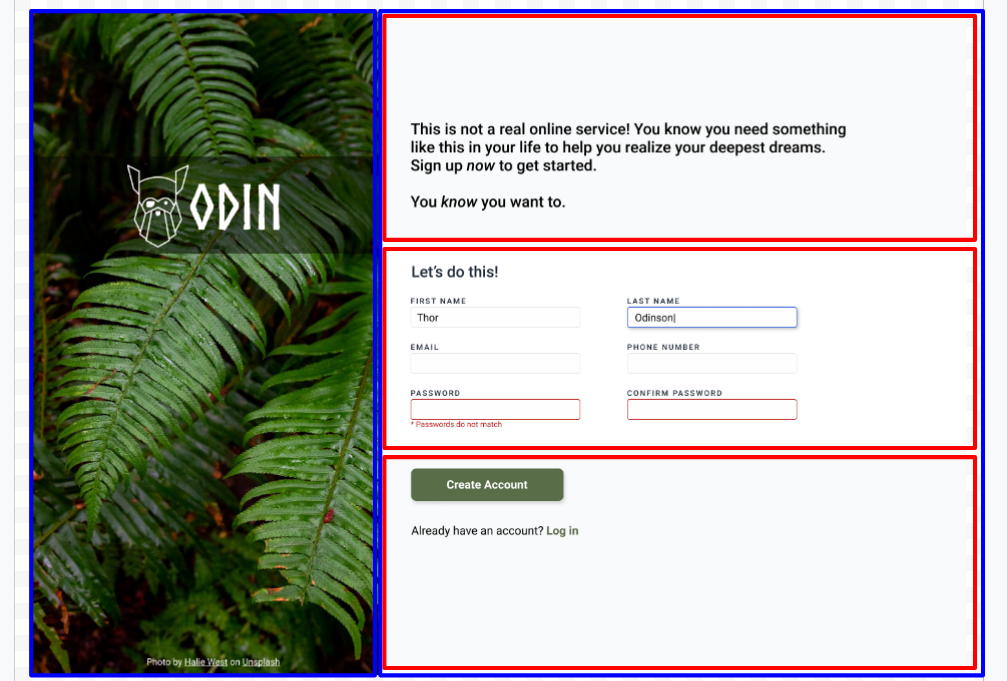 ODIN
Photo by Halie West on Unsplash
This is not a real online service! You know you need something
like this in your life to help you realize your deepest dreams.
Sign up now to get started.
You know you want to.
Let's do this!
FIRST NAME
LAST NAME
Thor
Odinson
EMAIL
PHONE NUMBER
PASSWORD
CONFIRM PASSWORD
* Passwords do not match
Create Account
Already have an account? Log in